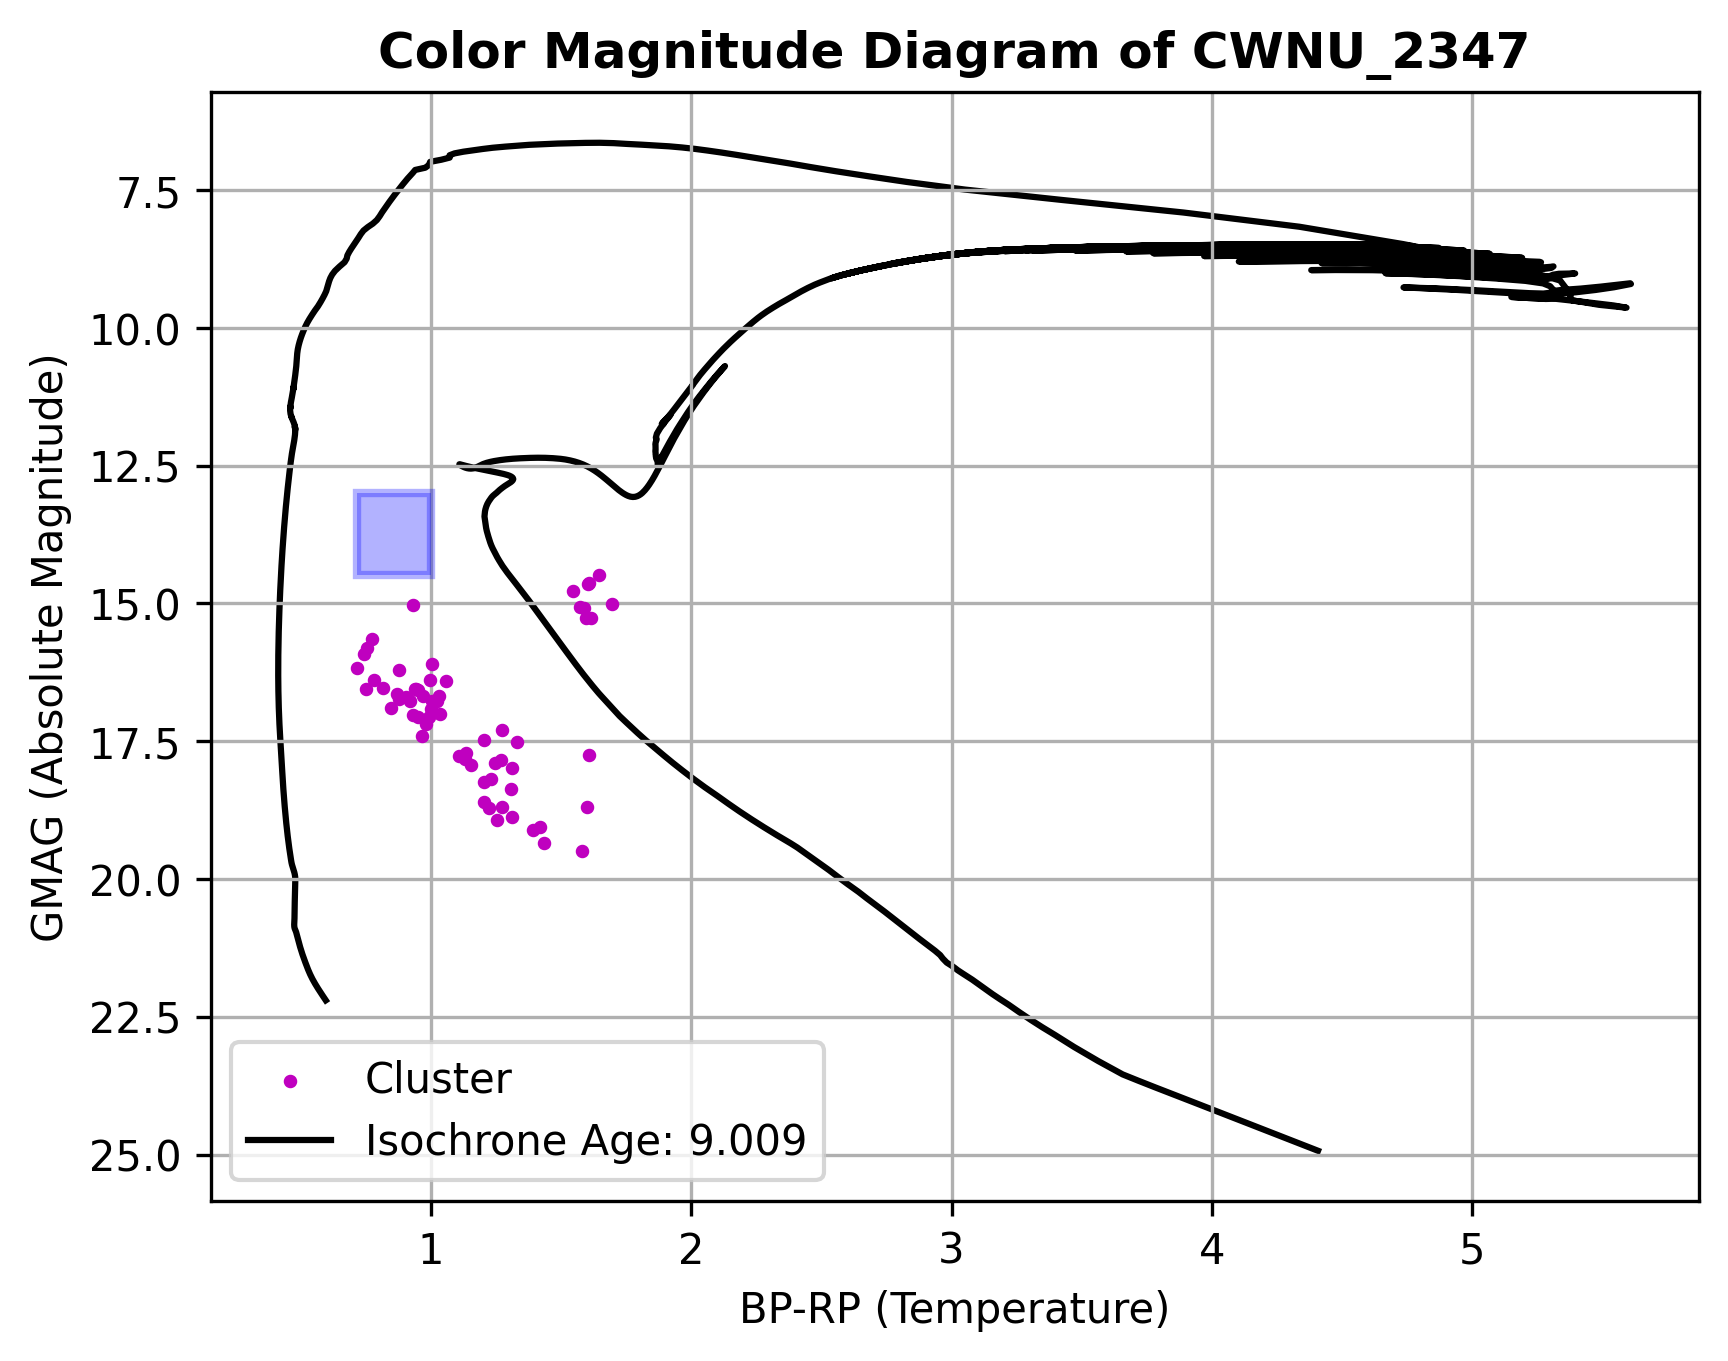 Color Magnitude Diagram of CWNU_2347
GMAG (Absolute Magnitude)
7.5
10.0
12.5
15.0
17.5
20.0
22.5
25.0
Cluster
Isochrone Age: 9.009
1 2 3 4 5
BP-RP (Temperature)